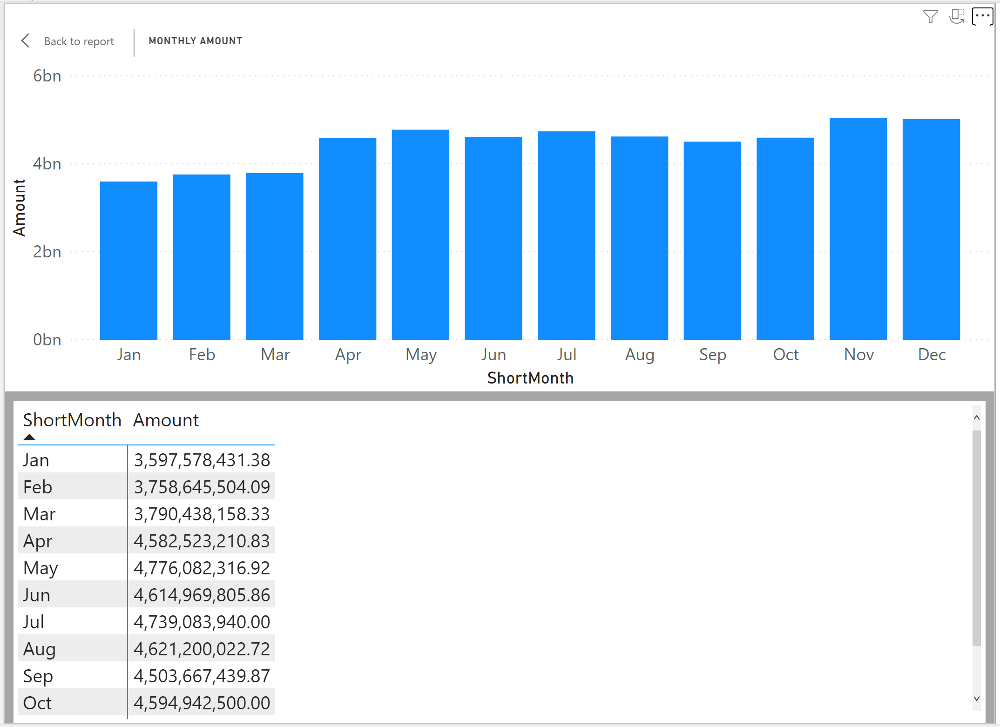 Back to report
MONTHLY AMOUNT
6bn
4bn
2bn
0bn
Amount
Jan Feb Mar Apr May Jun Jul Aug Sep Oct Nov Dec
ShortMonth
ShortMonth Amount
Jan 3,597,578,431.38
Feb 3,758,645,504.09
Mar 3,790,438,158.33
Apr 4,582,523,210.83
May 4,776,082,316.92
Jun 4,614,969,805.86
Jul 4,739,083,940.00
Aug 4,621,200,022.72
Sep 4,503,667,439.87
Oct 4,594,942,500.00